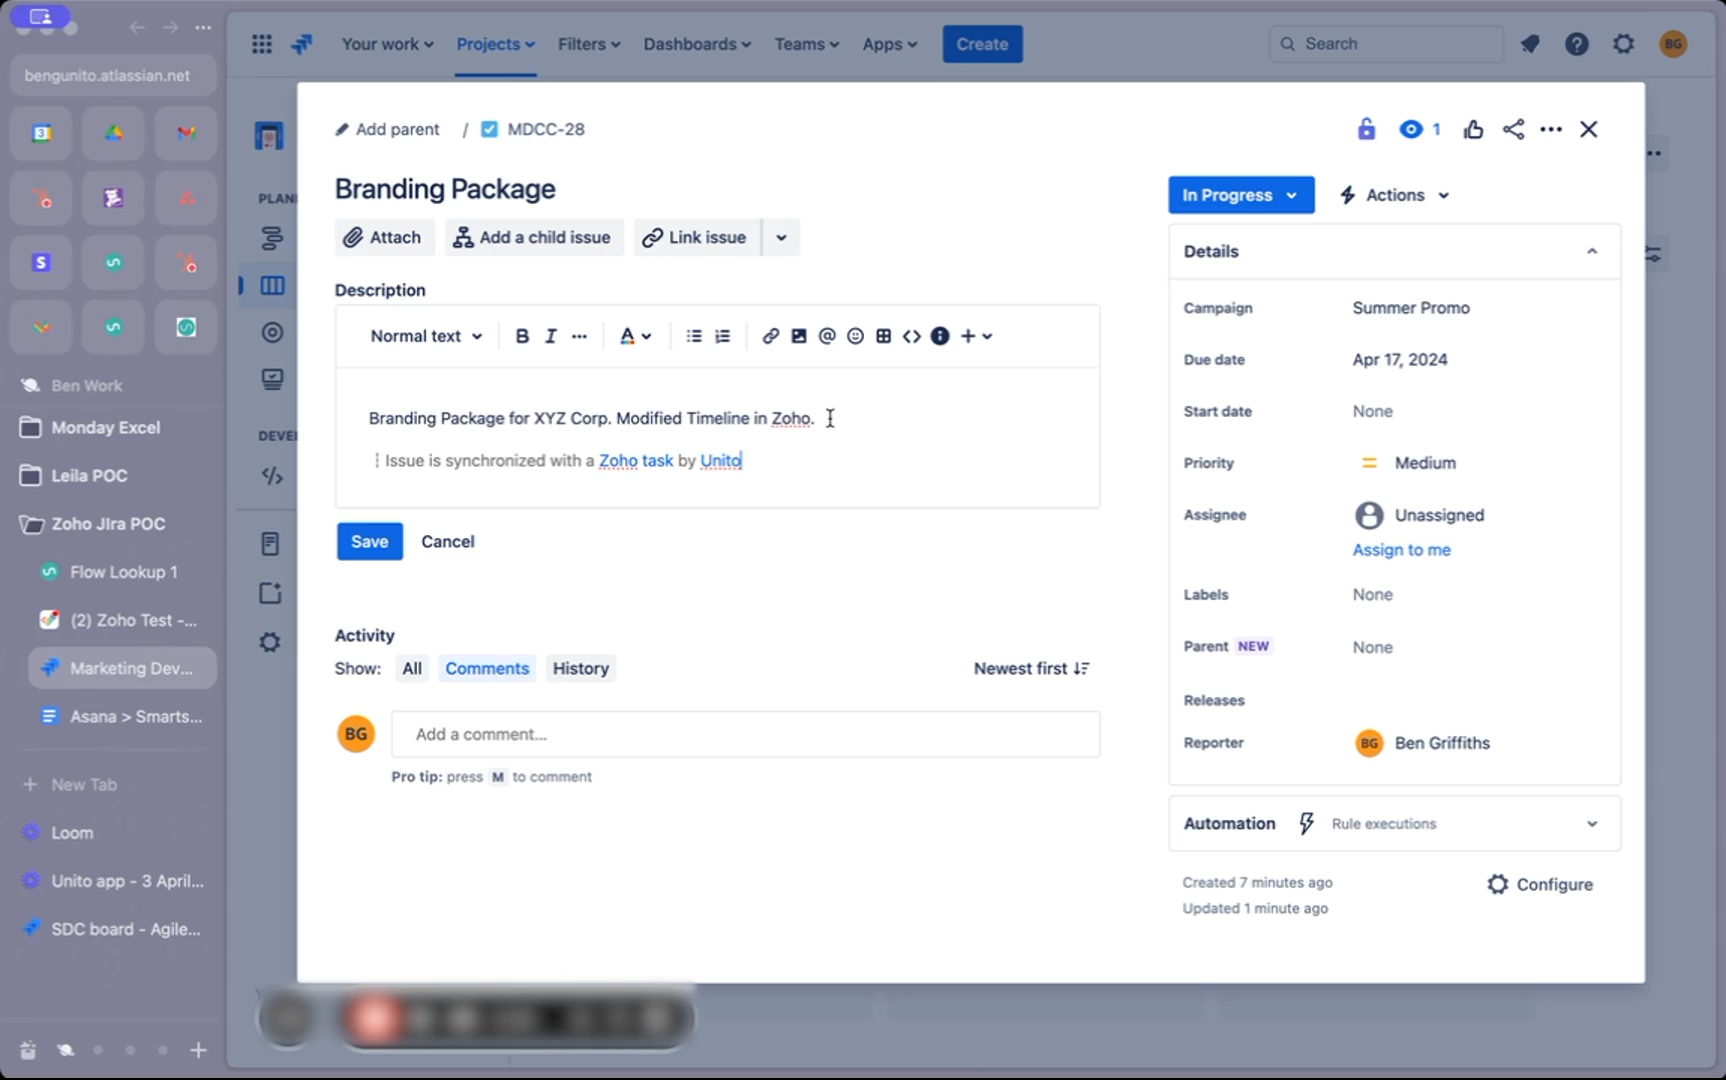 bengunito.atlassian.net
3
S
Ben Work
Monday Excel
Leila POC
Zoho JIra POC
Flow Lookup 1
(2) Zoho Test -...
Marketing Dev...
Asana > Smarts...
New Tab
Loom
Unito app - 3 April...
SDC board - Agile...
Your work
Projects
Filters
Dashboards
Teams
Apps
Create
Search
BG
PLANI
DEVEL
Add parent / MDCC-28
1
Branding Package
Attach
Add a child issue
Link issue
Description
Normal text
B I ... A
Branding Package for XYZ Corp. Modified Timeline in Zoho.
Issue is synchronized with a Zoho task by Unito
Save
Cancel
Activity
Show: All Comments History
Newest first
BG
Add a comment...
Pro tip: press M to comment
In Progress
Actions
Details
Campaign Summer Promo
Due date Apr 17, 2024
Start date None
Priority Medium
Assignee Unassigned
Assign to me
Labels None
Parent NEW None
Releases
Reporter BG Ben Griffiths
Automation Rule executions
Created 7 minutes ago
Configure
Updated 1 minute ago